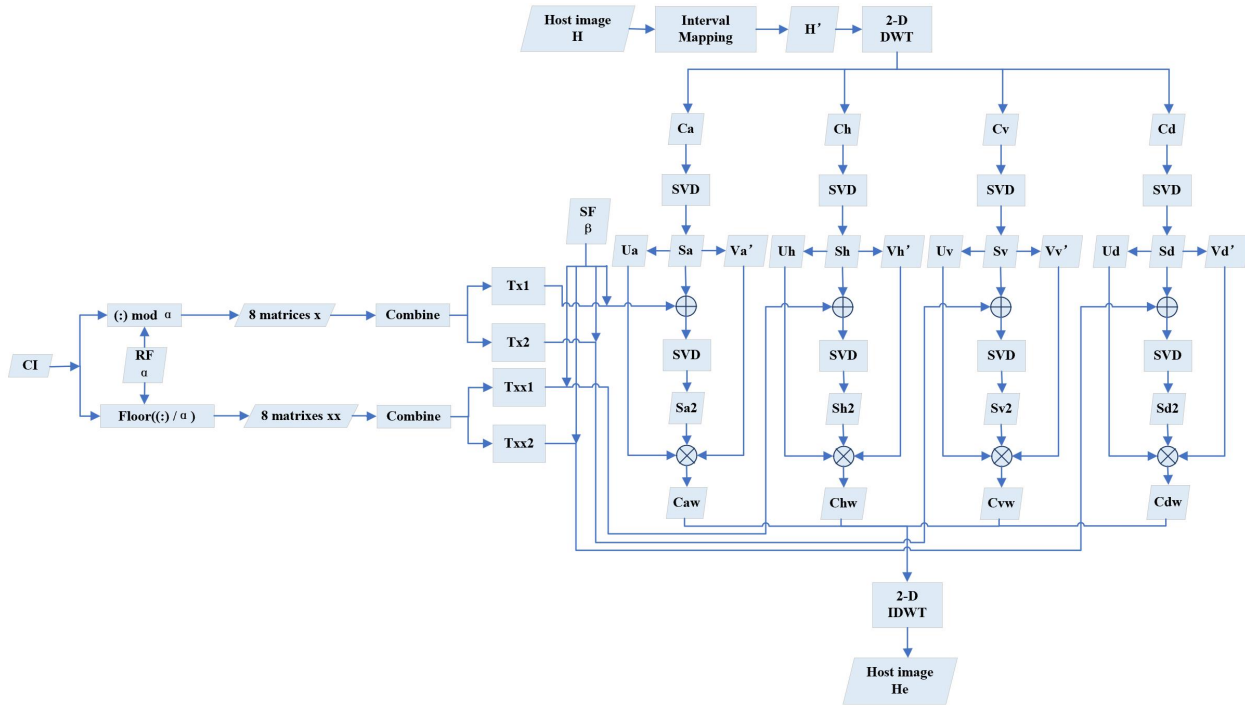 Host image
H
Interval
Mapping
H’
2-D
DWT
Ca
Ch
Cv
Cd
SVD
SVD
SVD
SVD
SF
β
Ua
Sa
Va’
Uh
Sh
Vh’
Uv
Sv
Vv’
Ud
Sd
Vd’
Tx1
(:) mod α
8 matrices x
Combine
Tx2
SVD
SVD
SVD
SVD
CI
RF
α
Txx1
Floor((:) / α )
8 matrixes xx
Combine
Sa2
Sh2
Sv2
Sd2
Txx2
Caw
Chw
Cvw
Cdw
2-D
IDWT
Host image
He